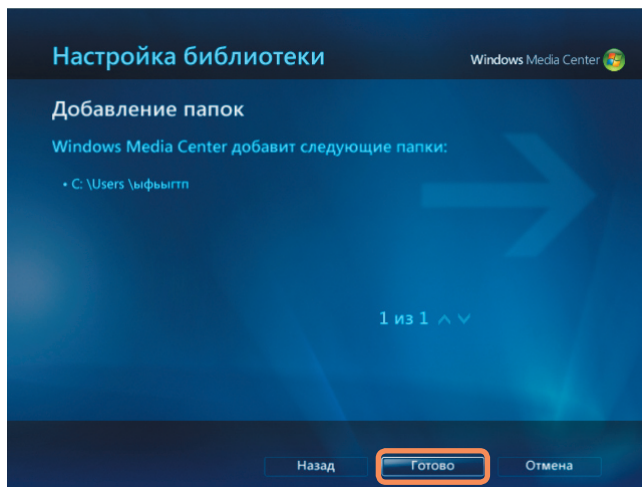 Настройка библиотеки
Windows Media Center
Добавление папок
Windows Media Center добавит следующие папки:
• C: \Users \ыфьыгтп
1 из 1
Назад Готово Отмена